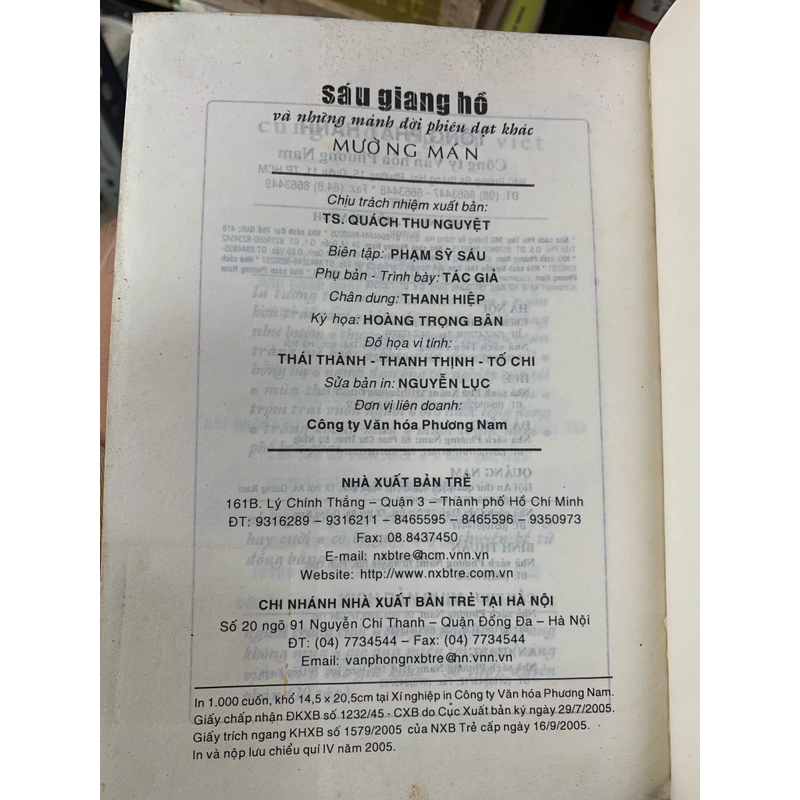 sáu giang hồ
và những mảnh đời phiêu dạt khác
MƯỜNG MÁN
Chịu trách nhiệm xuất bản:
TS. QUÁCH THU NGUYỆT
Biên tập: PHẠM SỸ SÁU
Phụ bản - Trình bày: TÁC GIẢ
Chân dung: THANH HIỆP
Ký họa: HOÀNG TRỌNG BÂN
Đồ họa vi tính:
THÁI THÀNH - THANH THỊNH - TỐ CHI
Sửa bản in: NGUYỄN LỤC
Đơn vị liên doanh:
Công ty Văn hóa Phương Nam
NHÀ XUẤT BẢN TRẺ
161B. Lý Chính Thắng – Quận 3 – Thành phố Hồ Chí Minh
ĐT: 9316289 – 9316211 – 8465595 – 8465596 – 9350973
Fax: 08.8437450
E-mail: nxbtre@hcm.vnn.vn
Website: http://www.nxbtre.com.vn
CHI NHÁNH NHÀ XUẤT BẢN TRẺ TẠI HÀ NỘI
Số 20 ngõ 91 Nguyễn Chí Thanh – Quận Đống Đa – Hà Nội
ĐT: (04) 7734544 – Fax: (04) 7734544
Email: vanphongnxbtre@hn.vnn.vn
In 1.000 cuốn, khổ 14,5 x 20,5cm tại Xí nghiệp in Công ty Văn hóa Phương Nam.
Giấy chấp nhận ĐKXB số 1232/45 - CXB do Cục Xuất bản ký ngày 29/7/2005.
Giấy trích ngang KHXB số 1579/2005 của NXB Trẻ cấp ngày 16/9/2005.
In và nộp lưu chiểu quí IV năm 2005.